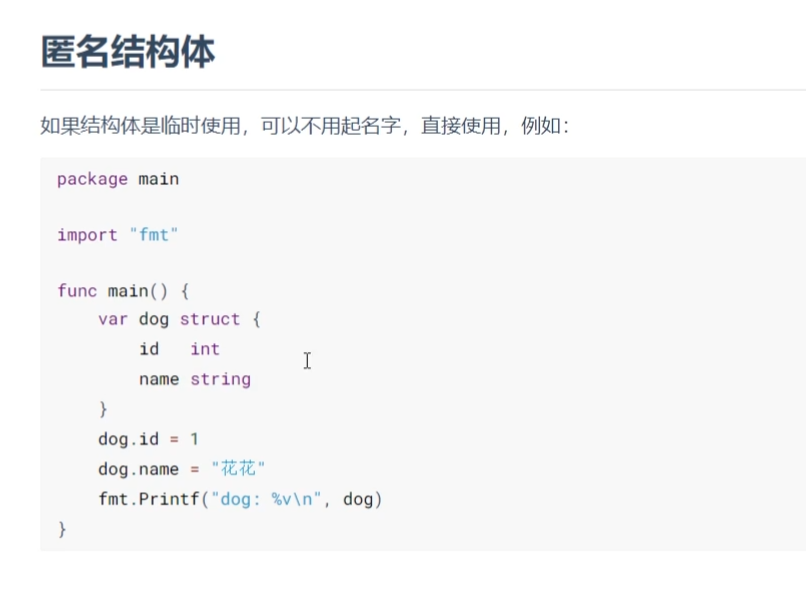 匿名结构体
如果结构体是临时使用，可以不用起名字，直接使用，例如：
package main
import "fmt"
func main() {
    var dog struct {
        id   int
        name string
    }
    dog.id = 1
    dog.name = "花花"
    fmt.Printf("dog: %v\n", dog)
}